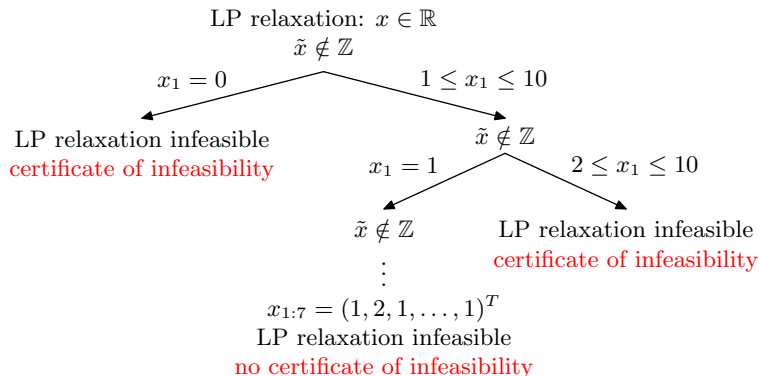 LP relaxation: x ∈ ℝ
x̃ ∉ ℤ
x₁ = 0
1 ≤ x₁ ≤ 10
LP relaxation infeasible
certificate of infeasibility
x̃ ∉ ℤ
x₁ = 1
2 ≤ x₁ ≤ 10
x̃ ∉ ℤ
LP relaxation infeasible
certificate of infeasibility
⋮
x₁:₇ = (1, 2, 1, . . . , 1)ᵀ
LP relaxation infeasible
no certificate of infeasibility